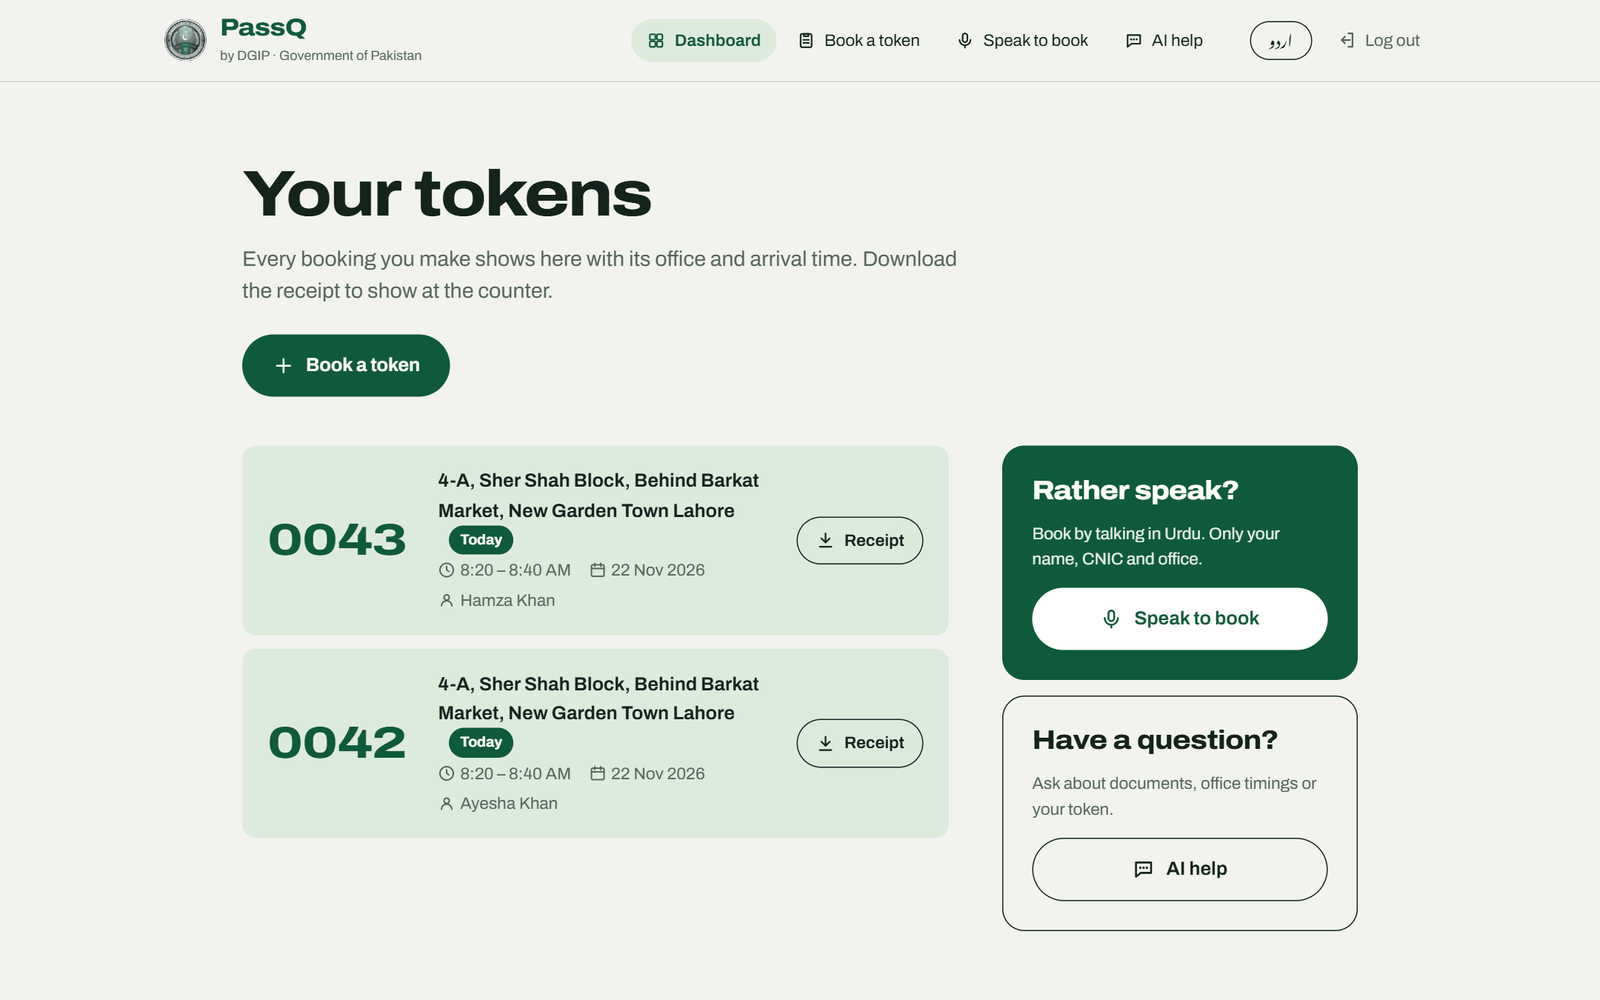 PassQ
by DGIP · Government of Pakistan
Dashboard
Book a token
Speak to book
AI help
اردو
Log out
Your tokens
Every booking you make shows here with its office and arrival time. Download
the receipt to show at the counter.
Book a token
0043
4-A, Sher Shah Block, Behind Barkat
Market, New Garden Town Lahore
Today
8:20 – 8:40 AM
22 Nov 2026
Hamza Khan
Receipt
0042
4-A, Sher Shah Block, Behind Barkat
Market, New Garden Town Lahore
Today
8:20 – 8:40 AM
22 Nov 2026
Ayesha Khan
Receipt
Rather speak?
Book by talking in Urdu. Only your
name, CNIC and office.
Speak to book
Have a question?
Ask about documents, office timings or
your token.
AI help